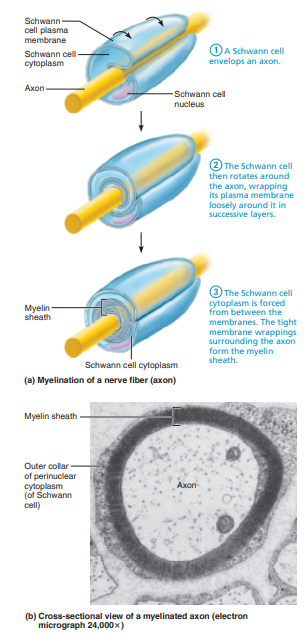 Schwann
cell plasma
membrane
Schwann cell
cytoplasm
Axon
Schwann cell
nucleus
1 A Schwann cell
envelops an axon.
2 The Schwann cell
then rotates around
the axon, wrapping
its plasma membrane
loosely around it in
successive layers.
3 The Schwann cell
cytoplasm is forced
from between the
membranes. The tight
membrane wrappings
surrounding the axon
form the myelin
sheath.
Myelin
sheath
Schwann cell cytoplasm
(a) Myelination of a nerve fiber (axon)
Myelin sheath
Outer collar
of perinuclear
cytoplasm
(of Schwann
cell)
Axon
(b) Cross-sectional view of a myelinated axon (electron
micrograph 24,000×)